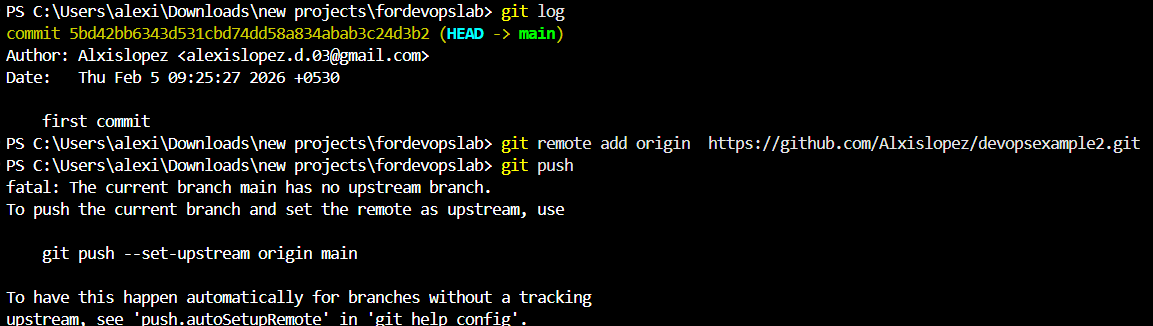 PS C:\Users\alexi\Downloads\new projects\fordevopslab> git log
commit 5bd42bb6343d531cbd74dd58a834abab3c24d3b2 (HEAD -> main)
Author: Alxislopez <alexislopez.d.03@gmail.com>
Date:   Thu Feb 5 09:25:27 2026 +0530
    first commit
PS C:\Users\alexi\Downloads\new projects\fordevopslab> git remote add origin  https://github.com/Alxislopez/devopsexample2.git
PS C:\Users\alexi\Downloads\new projects\fordevopslab> git push
fatal: The current branch main has no upstream branch.
To push the current branch and set the remote as upstream, use
    git push --set-upstream origin main
To have this happen automatically for branches without a tracking
upstream, see 'push.autoSetupRemote' in 'git help config'.